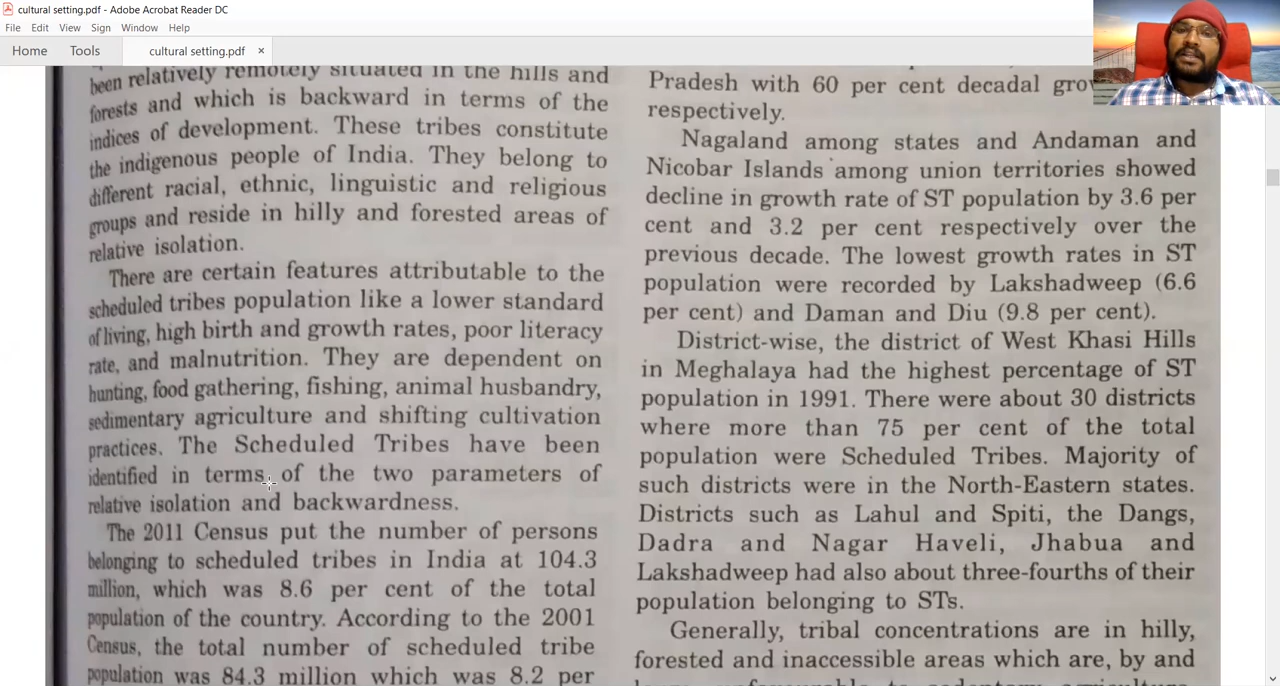 cultural setting.pdf - Adobe Acrobat Reader DC
File Edit View Sign Window Help
Home Tools cultural setting.pdf ×
been relatively remotely situated in the hills and
forests and which is backward in terms of the
indices of development. These tribes constitute
the indigenous people of India. They belong to
different racial, ethnic, linguistic and religious
groups and reside in hilly and forested areas of
relative isolation.
There are certain features attributable to the
scheduled tribes population like a lower standard
of living, high birth and growth rates, poor literacy
rate, and malnutrition. They are dependent on
hunting, food gathering, fishing, animal husbandry,
sedimentary agriculture and shifting cultivation
practices. The Scheduled Tribes have been
identified in terms of the two parameters of
relative isolation and backwardness.
The 2011 Census put the number of persons
belonging to scheduled tribes in India at 104.3
million, which was 8.6 per cent of the total
population of the country. According to the 2001
Census, the total number of scheduled tribe
population was 84.3 million which was 8.2 per
Pradesh with 60 per cent decadal
respectively.
Nagaland among states and Andaman and
Nicobar Islands among union territories showed
decline in growth rate of ST population by 3.6 per
cent and 3.2 per cent respectively over the
previous decade. The lowest growth rates in ST
population were recorded by Lakshadweep (6.6
per cent) and Daman and Diu (9.8 per cent).
District-wise, the district of West Khasi Hills
in Meghalaya had the highest percentage of ST
population in 1991. There were about 30 districts
where more than 75 per cent of the total
population were Scheduled Tribes. Majority of
such districts were in the North-Eastern states.
Districts such as Lahul and Spiti, the Dangs,
Dadra and Nagar Haveli, Jhabua and
Lakshadweep had also about three-fourths of their
population belonging to STs.
Generally, tribal concentrations are in hilly,
forested and inaccessible areas which are, by and